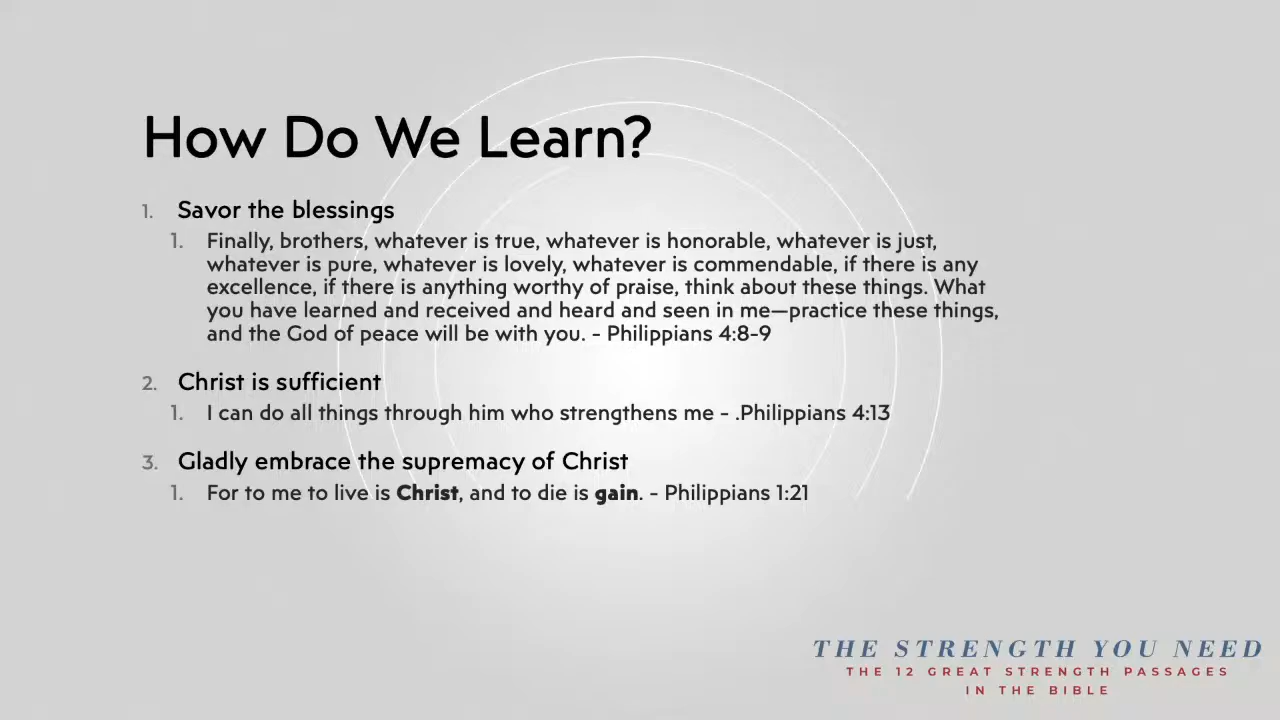 How Do We Learn?
1. Savor the blessings
1. Finally, brothers, whatever is true, whatever is honorable, whatever is just,
whatever is pure, whatever is lovely, whatever is commendable, if there is any
excellence, if there is anything worthy of praise, think about these things. What
you have learned and received and heard and seen in me—practice these things,
and the God of peace will be with you. - Philippians 4:8-9
2. Christ is sufficient
1. I can do all things through him who strengthens me - .Philippians 4:13
3. Gladly embrace the supremacy of Christ
1. For to me to live is Christ, and to die is gain. - Philippians 1:21
THE STRENGTH YOU NEED
THE 12 GREAT STRENGTH PASSAGES
IN THE BIBLE